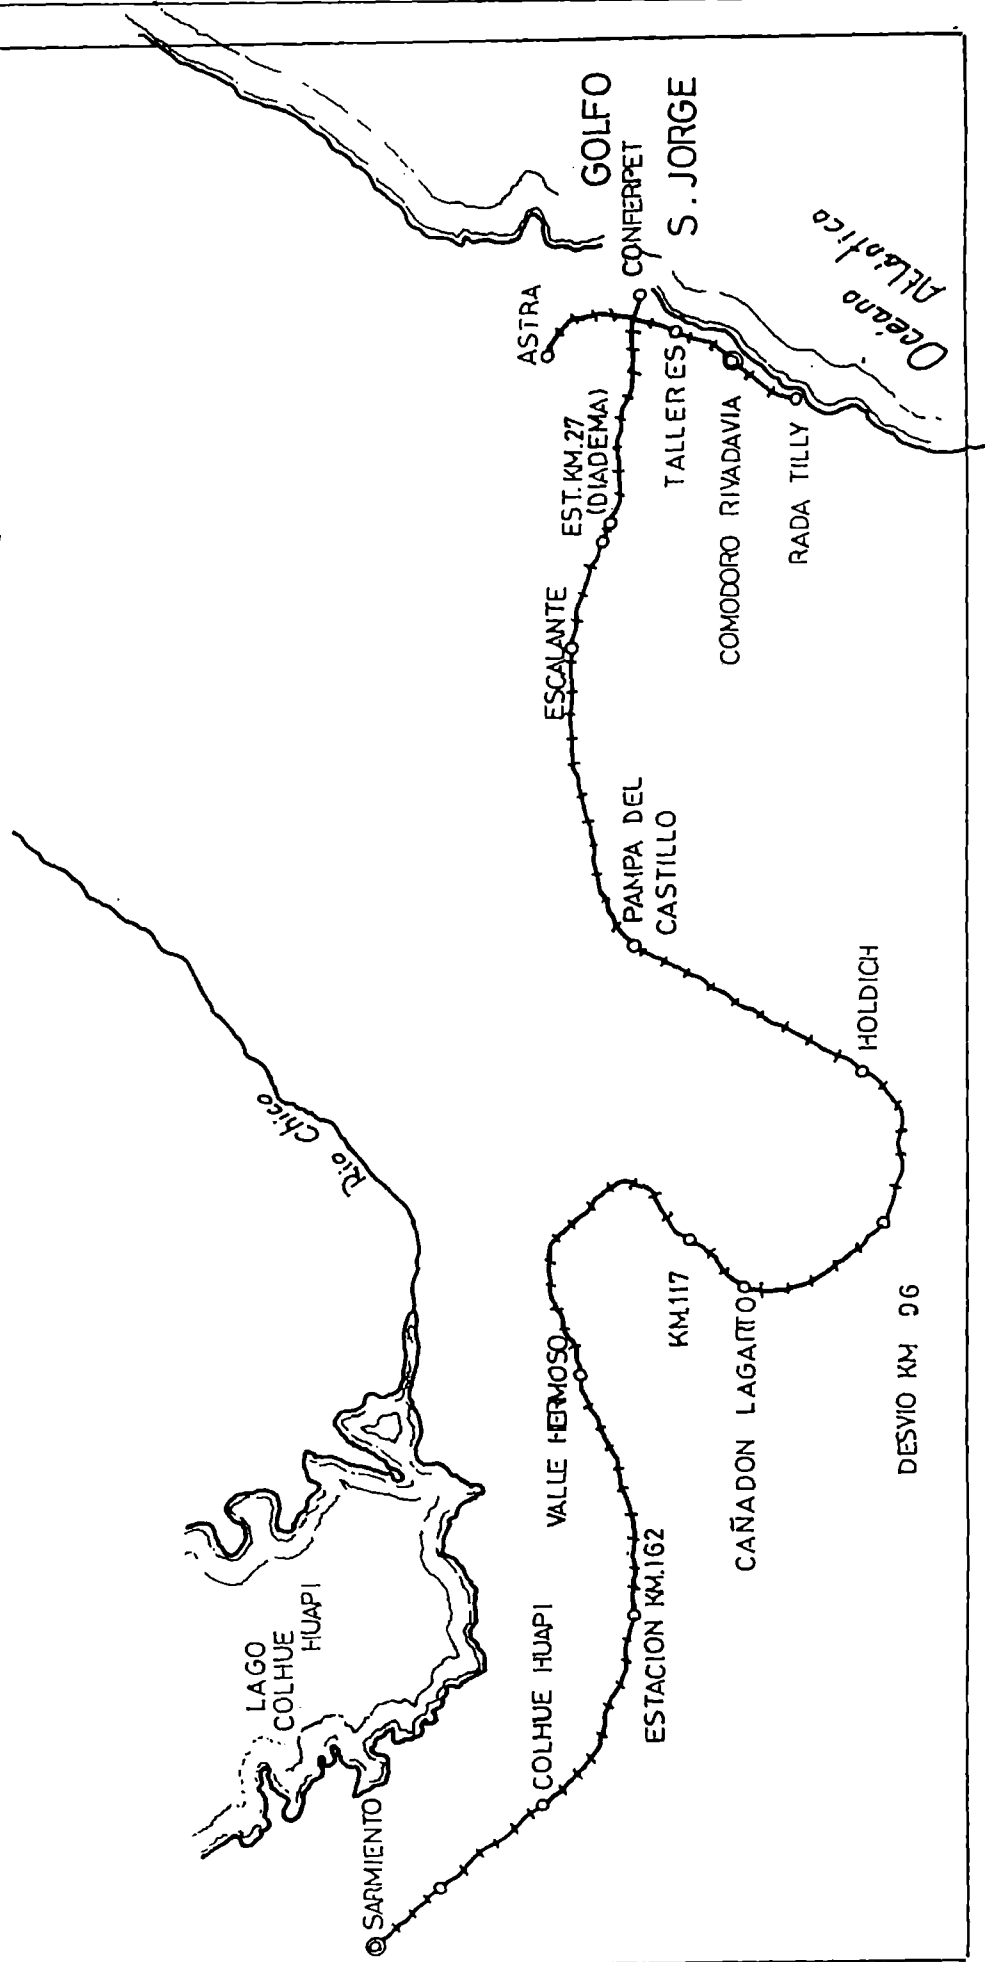 LAGO
COLHUE
HUAPI
Rio Chico
SARMIENTO
COLHUE HUAPI
ESTACION KM.162
VALLE HERMOSO
KM.117
CAÑADON LAGARTO
DESVIO KM 96
HOLDICH
PAMPA DEL
CASTILLO
ESCALANTE
EST.KM.27
(DIADEMA)
ASTRA
CONFERPET
TALLERES
COMODORO RIVADAVIA
RADA TILLY
GOLFO
S. JORGE
Océano
Atlántico